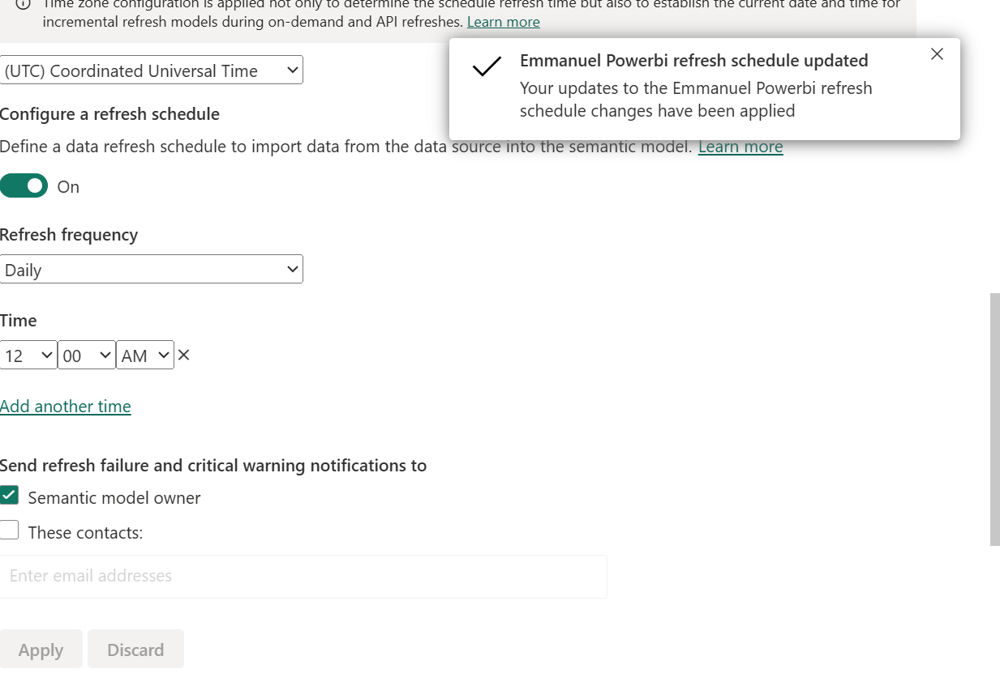 Time zone configuration is applied not only to determine the schedule refresh time but also to establish the current date and time for
incremental refresh models during on-demand and API refreshes. Learn more
Emmanuel Powerbi refresh schedule updated
Your updates to the Emmanuel Powerbi refresh
schedule changes have been applied
(UTC) Coordinated Universal Time
Configure a refresh schedule
Define a data refresh schedule to import data from the data source into the semantic model. Learn more
On
Refresh frequency
Daily
Time
12 00 AM
Add another time
Send refresh failure and critical warning notifications to
Semantic model owner
These contacts:
Enter email addresses
Apply Discard